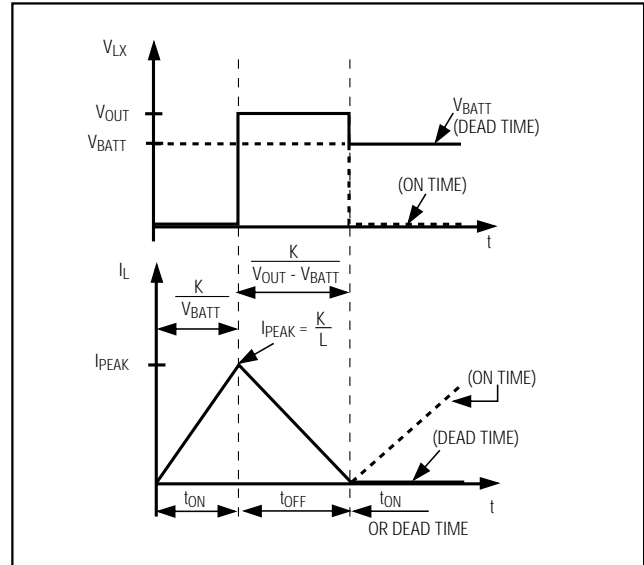 VLX
VOUT
VBATT
VBATT
(DEAD TIME)
(ON TIME)
t
IL
K
VBATT
K
VOUT - VBATT
IPEAK = K
L
IPEAK
(ON TIME)
(DEAD TIME)
t
tON
tOFF
tON
OR DEAD TIME